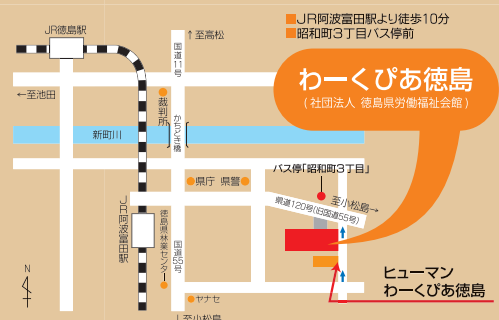 JR阿波富田駅より徒歩10分
昭和町3丁目バス停前
わーくぴあ徳島
(社団法人 徳島県労働福祉会館)
JR徳島駅
↑至高松
国道11号
←至池田
裁判所
かちどき橋
新町川
バス停「昭和町3丁目」
県庁 県警
至小松島→
県道120号(旧国道55号)
JR阿波富田駅
徳島県林業センター
国道55号
N
ヤナセ
ヒューマン
わーくぴあ徳島
↓至小松島